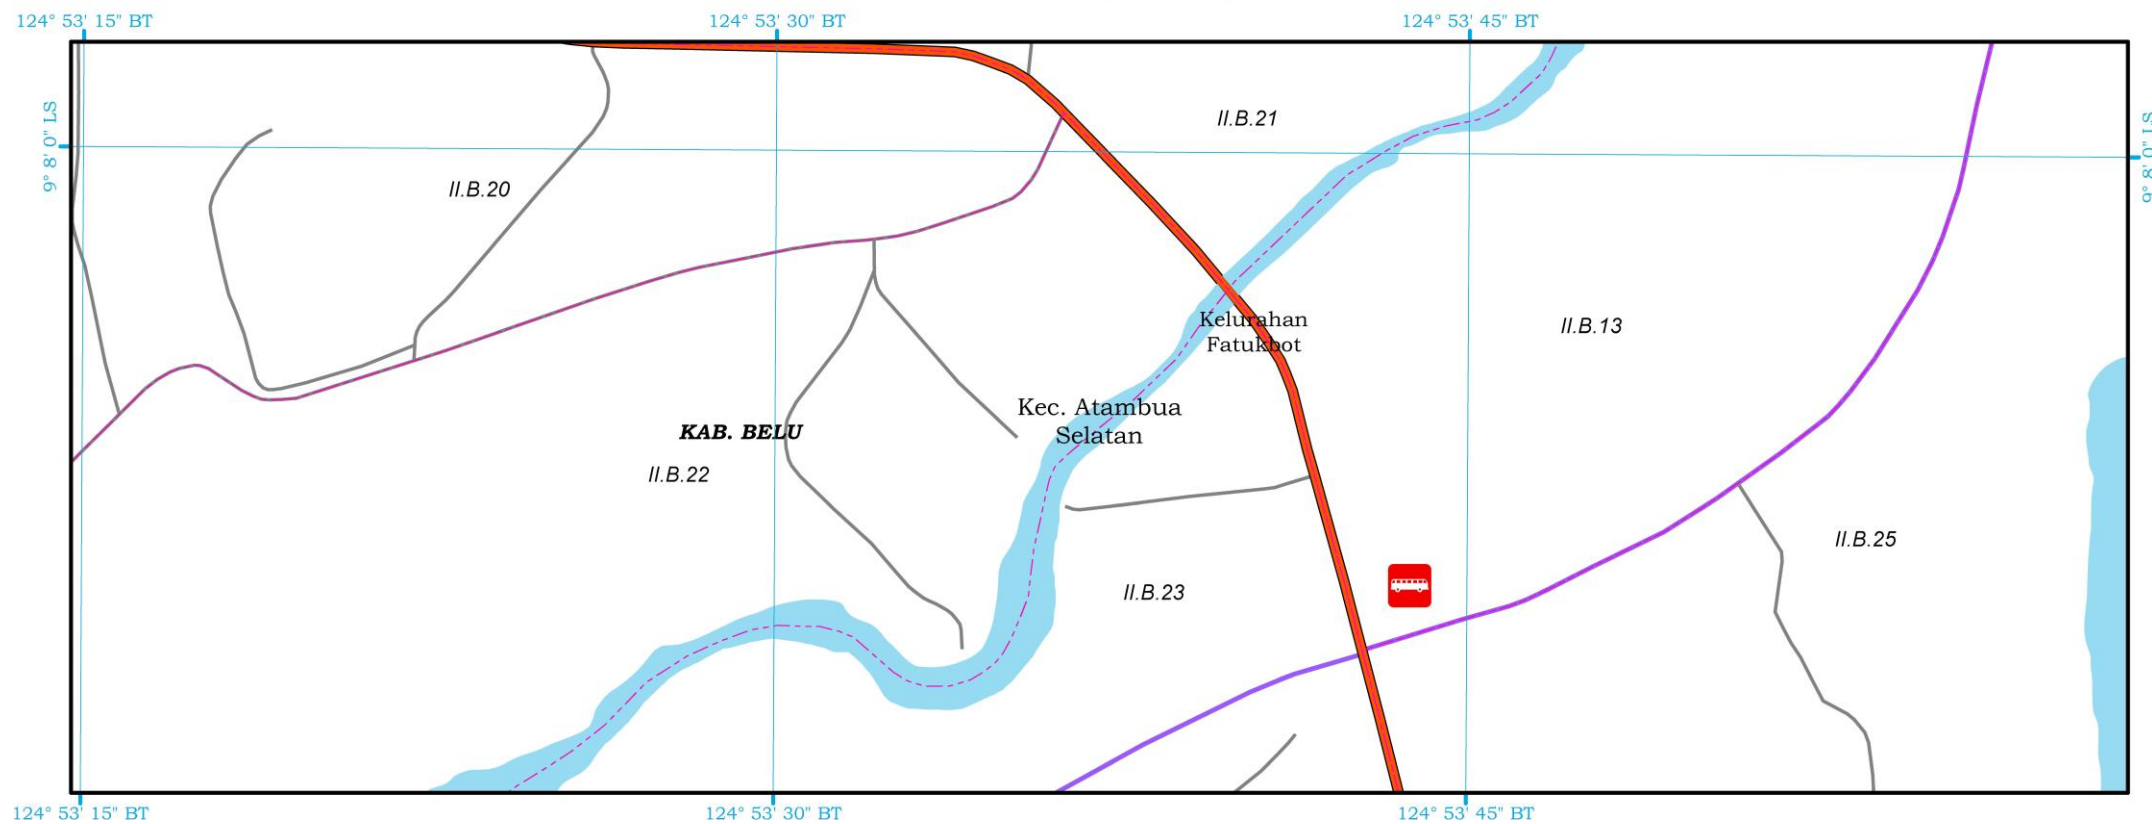 124° 53' 15" BT
124° 53' 30" BT
124° 53' 45" BT
9° 8' 0" LS
9° 8' 0" LS
II.B.21
II.B.20
Kelurahan
Fatukbot
II.B.13
Kec. Atambua
Selatan
KAB. BELU
II.B.22
II.B.25
II.B.23
124° 53' 15" BT
124° 53' 30" BT
124° 53' 45" BT